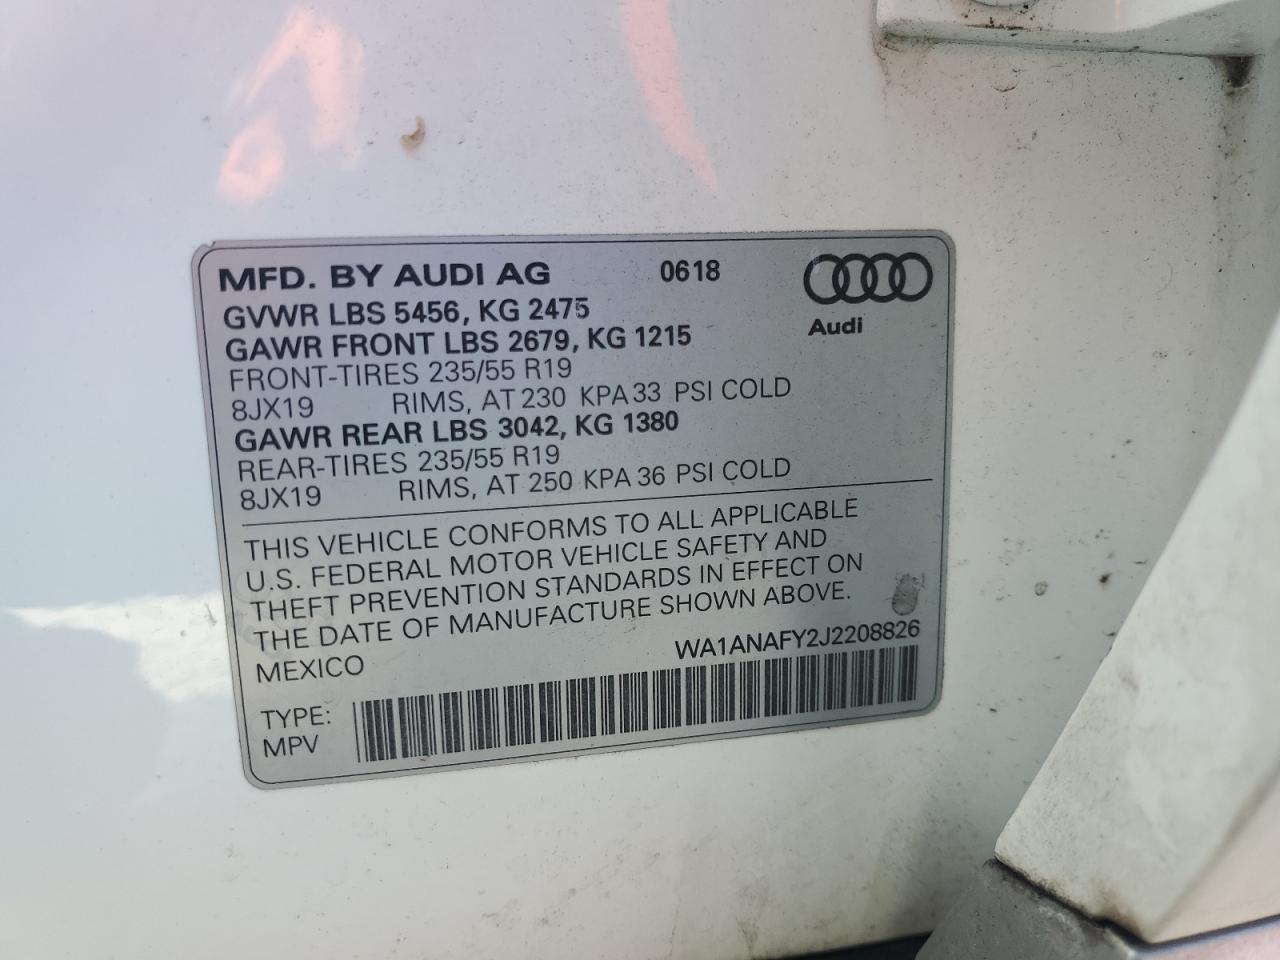 MFD. BY AUDI AG 0618
GVWR LBS 5456, KG 2475
GAWR FRONT LBS 2679, KG 1215
Audi
FRONT-TIRES 235/55 R19
8JX19 RIMS, AT 230 KPA 33 PSI COLD
GAWR REAR LBS 3042, KG 1380
REAR-TIRES 235/55 R19
8JX19 RIMS, AT 250 KPA 36 PSI COLD
THIS VEHICLE CONFORMS TO ALL APPLICABLE
U.S. FEDERAL MOTOR VEHICLE SAFETY AND
THEFT PREVENTION STANDARDS IN EFFECT ON
THE DATE OF MANUFACTURE SHOWN ABOVE.
MEXICO WA1ANAFY2J2208826
TYPE:
MPV